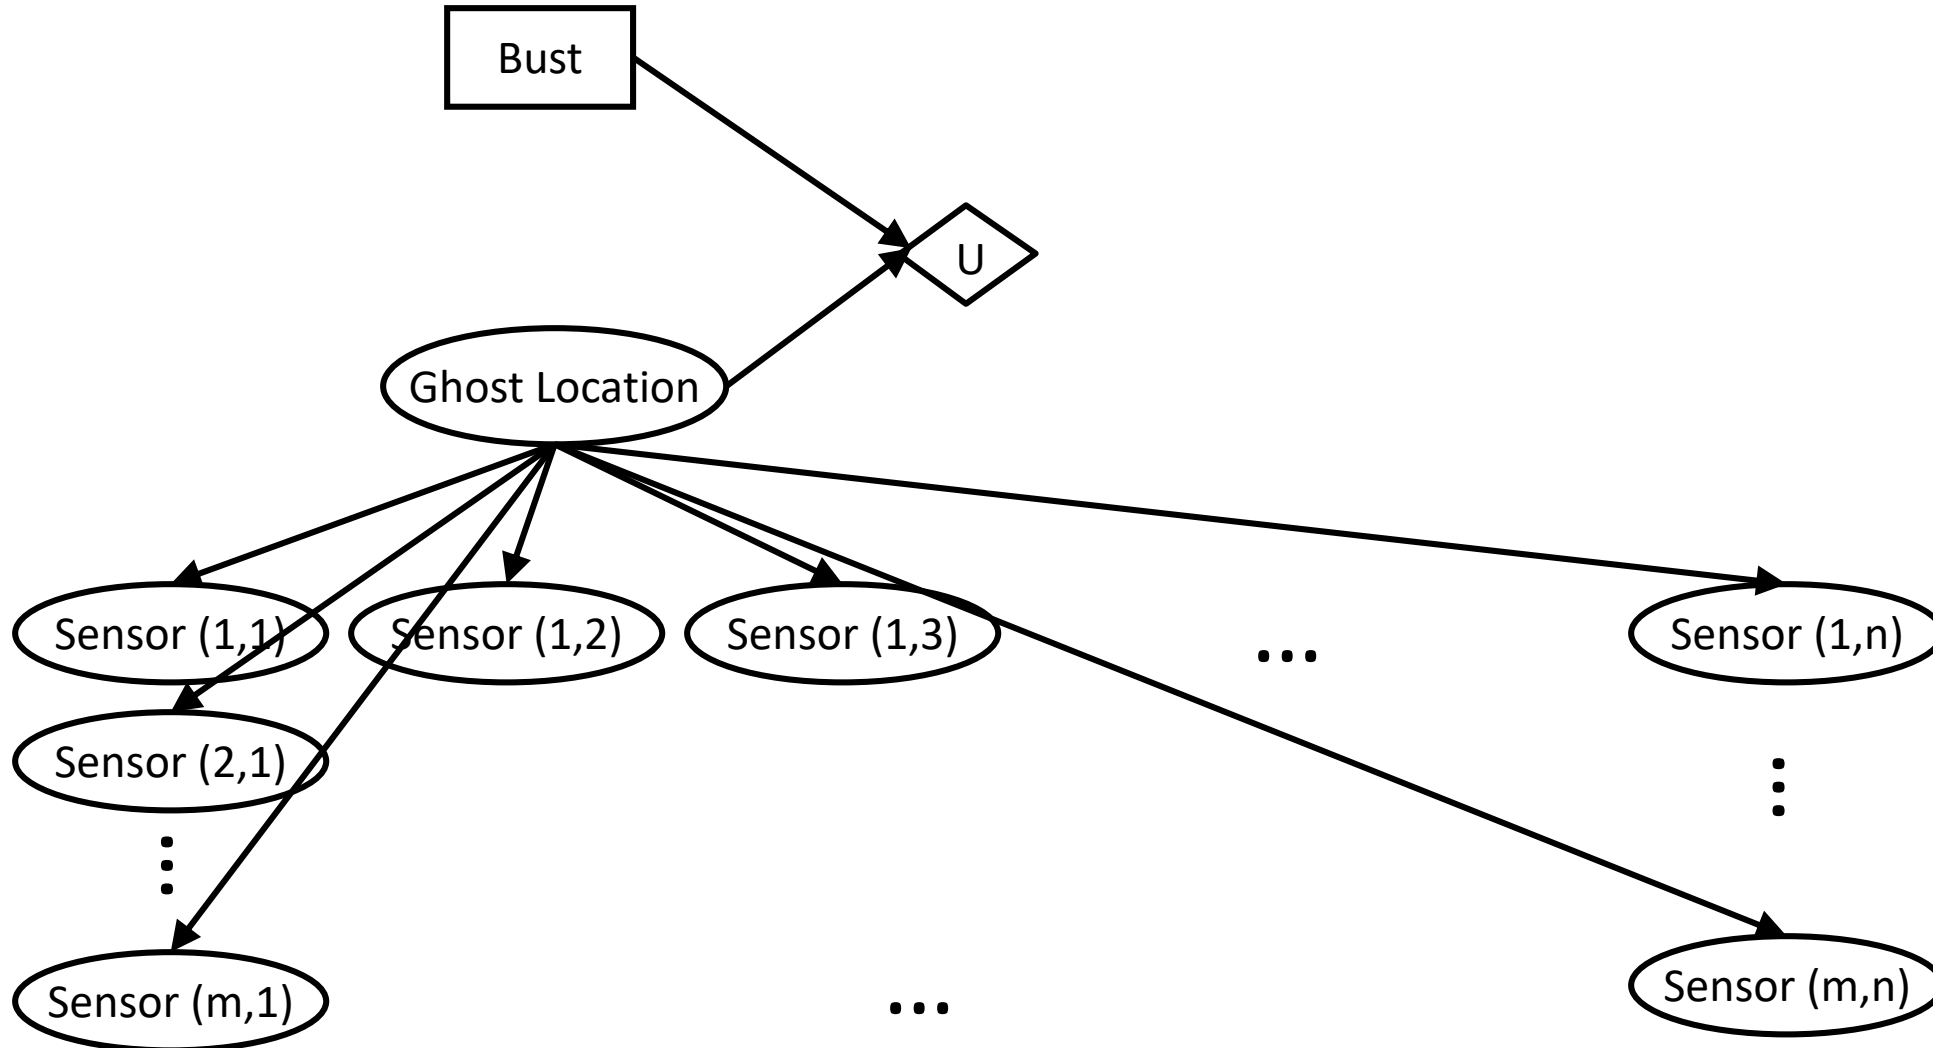 Bust
U
Ghost Location
Sensor (1,1)
Sensor (1,2)
Sensor (1,3)
...
Sensor (1,n)
Sensor (2,1)
Sensor (m,1)
...
Sensor (m,n)